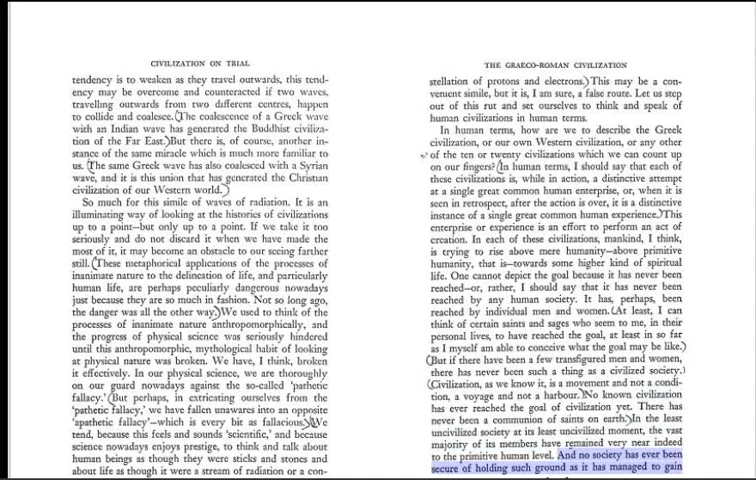 CIVILIZATION ON TRIAL
tendency is to weaken as they travel outwards, this tend-
ency may be overcome and counteracted if two waves,
travelling outwards from two different centres, happen
to collide and coalesce. (The coalescence of a Greek wave
with an Indian wave has generated the Buddhist civiliza-
tion of the Far East.) But there is, of course, another in-
stance of the same miracle which is much more familiar to
us. (The same Greek wave has also coalesced with a Syrian
wave, and it is this union that has generated the Christian
civilization of our Western world.)
So much for this simile of waves of radiation. It is an
illuminating way of looking at the histories of civilizations
up to a point—but only up to a point. If we take it too
seriously and do not discard it when we have made the
most of it, it may become an obstacle to our seeing farther
still. (These metaphorical applications of the processes of
inanimate nature to the delineation of life, and particularly
human life, are perhaps peculiarly dangerous nowadays
just because they are so much in fashion. Not so long ago,
the danger was all the other way.) We used to think of the
processes of inanimate nature anthropomorphically, and
the progress of physical science was seriously hindered
until this anthropomorphic, mythological habit of looking
at physical nature was broken. We have, I think, broken
it effectively. In our physical science, we are thoroughly
on our guard nowadays against the so-called 'pathetic
fallacy.' (But perhaps, in extricating ourselves from the
'pathetic fallacy,' we have fallen unawares into an opposite
'apathetic fallacy'—which is every bit as fallacious.) We
tend, because this feels and sounds 'scientific,' and because
science nowadays enjoys prestige, to think and talk about
human beings as though they were sticks and stones and
about life as though it were a stream of radiation or a con-
THE GRAECO-ROMAN CIVILIZATION
stellation of protons and electrons.) This may be a con-
venient simile, but it is, I am sure, a false route. Let us step
out of this rut and set ourselves to think and speak of
human civilizations in human terms.
In human terms, how are we to describe the Greek
civilization, or our own Western civilization, or any other
of the ten or twenty civilizations which we can count up
on our fingers? (In human terms, I should say that each of
these civilizations is, while in action, a distinctive attempt
at a single great common human enterprise, or, when it is
seen in retrospect, after the action is over, it is a distinctive
instance of a single great common human experience.) This
enterprise or experience is an effort to perform an act of
creation. In each of these civilizations, mankind, I think,
is trying to rise above mere humanity—above primitive
humanity, that is—towards some higher kind of spiritual
life. One cannot depict the goal because it has never been
reached—or, rather, I should say that it has never been
reached by any human society. It has, perhaps, been
reached by individual men and women. (At least, I can
think of certain saints and sages who seem to me, in their
personal lives, to have reached the goal, at least in so far
as I myself am able to conceive what the goal may be like.)
(But if there have been a few transfigured men and women,
there has never been such a thing as a civilized society.)
(Civilization, as we know it, is a movement and not a condi-
tion, a voyage and not a harbour.) No known civilization
has ever reached the goal of civilization yet. There has
never been a communion of saints on earth.) In the least
uncivilized society at its least uncivilized moment, the vast
majority of its members have remained very near indeed
to the primitive human level. And no society has ever been
secure of holding such ground as it has managed to gain